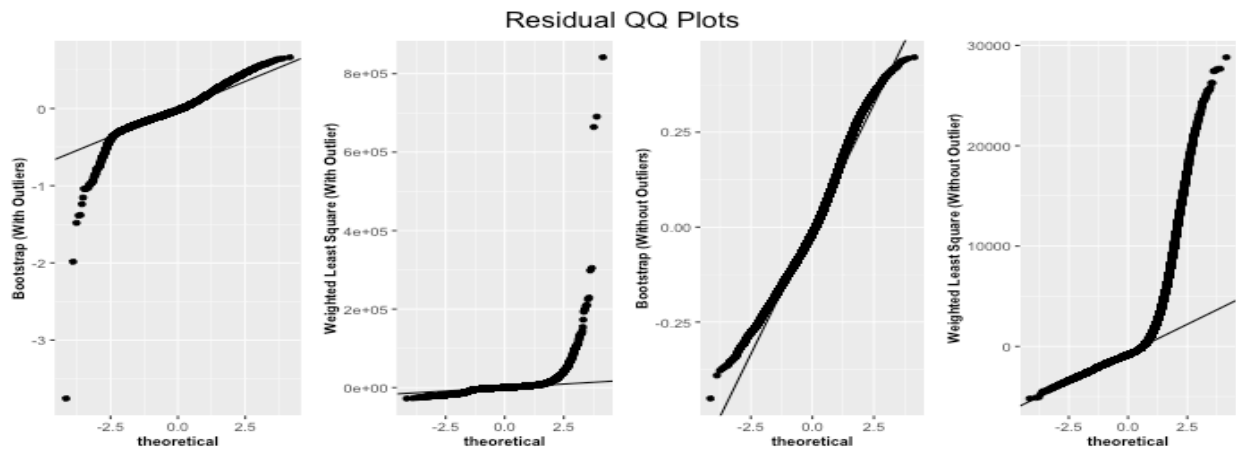 Residual QQ Plots
Bootstrap (With Outliers)
0
-1
-2
-3
-2.5 0.0 2.5
theoretical
Weighted Least Square (With Outlier)
8e+05
6e+05
4e+05
2e+05
0e+00
-2.5 0.0 2.5
theoretical
Bootstrap (Without Outliers)
0.25
0.00
-0.25
-2.5 0.0 2.5
theoretical
Weighted Least Square (Without Outlier)
30000
20000
10000
0
-2.5 0.0 2.5
theoretical